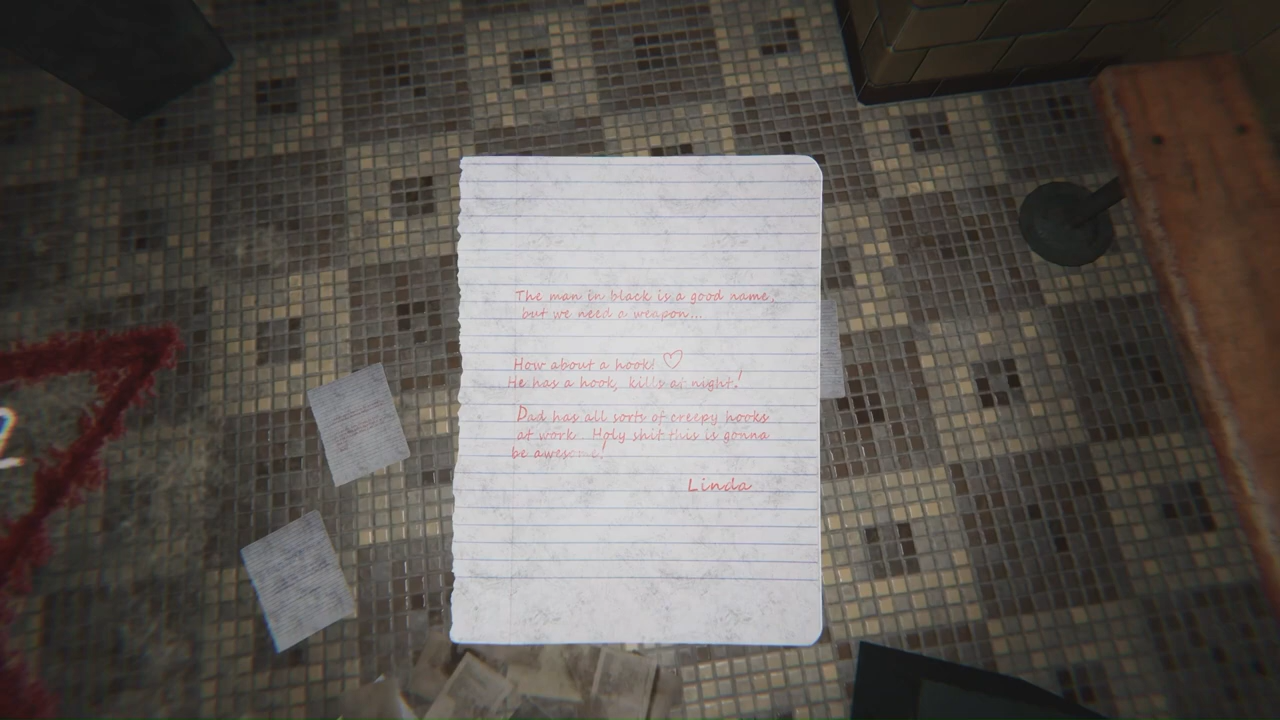 The man in black is a good name,
but we need a weapon...
How about a hook!
He has a hook, kills at night!
Dad has all sorts of creepy hooks
at work. Holy shit this is gonna
be awesome!
Linda
2